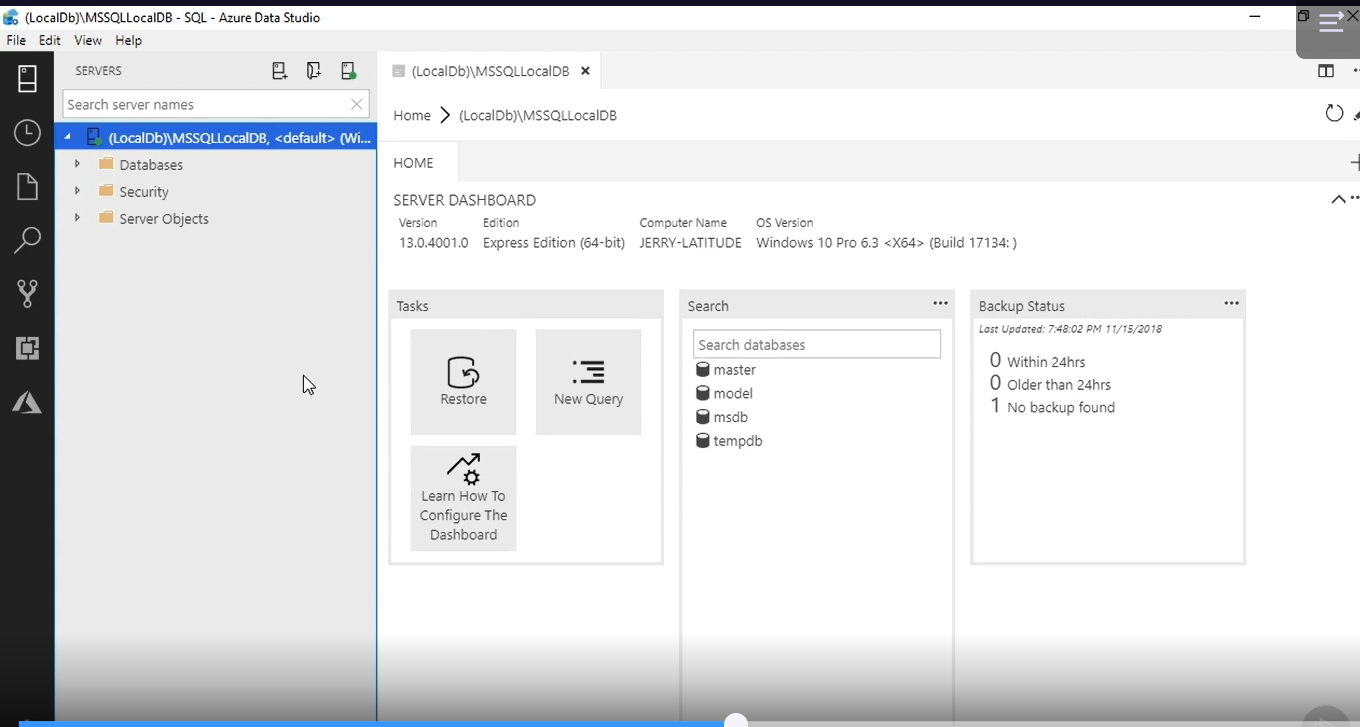 (LocalDb)\MSSQLLocalDB - SQL - Azure Data Studio
File Edit View Help
SERVERS
Search server names
(LocalDb)\MSSQLLocalDB, <default> (Wi...
Databases
Security
Server Objects
(LocalDb)\MSSQLLocalDB
Home (LocalDb)\MSSQLLocalDB
HOME
SERVER DASHBOARD
Version Edition Computer Name OS Version
13.0.4001.0 Express Edition (64-bit) JERRY-LATITUDE Windows 10 Pro 6.3 <X64> (Build 17134: )
Tasks
Restore
New Query
Learn How To
Configure The
Dashboard
Search
Search databases
master
model
msdb
tempdb
Backup Status
Last Updated: 7:48:02 PM 11/15/2018
0 Within 24hrs
0 Older than 24hrs
1 No backup found